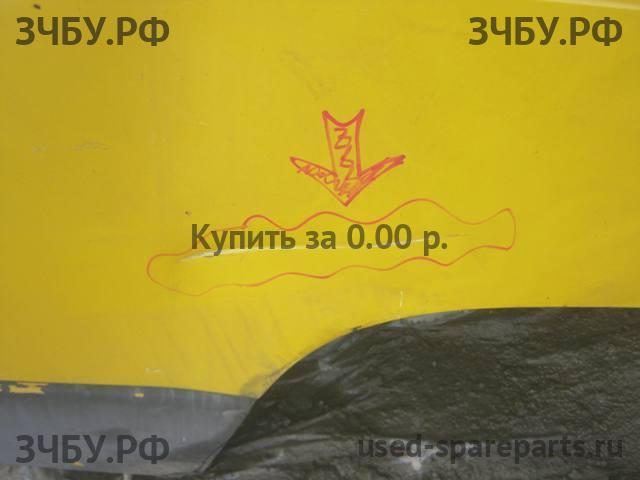 ЗЧБУ.РФ ЗЧБУ.РФ
Купить за 0.00 р.
ЗЧБУ.РФ used-spareparts.ru